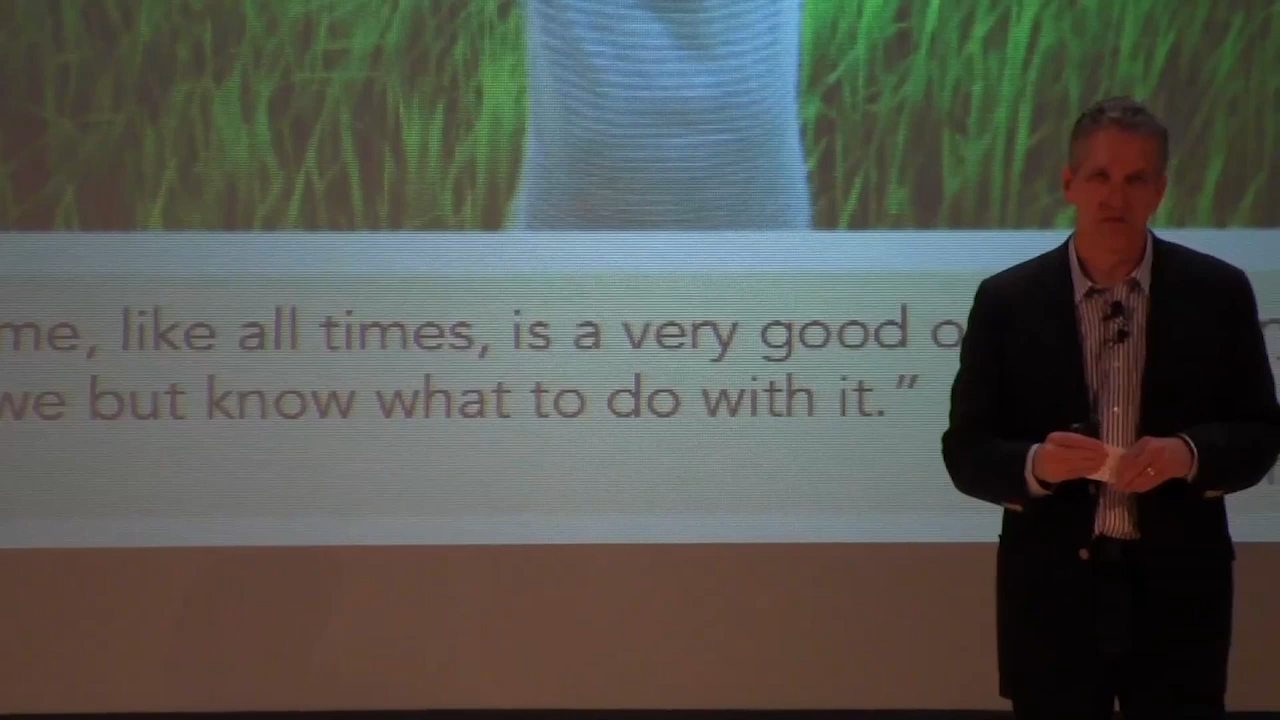 me, like all times, is a very good o
we but know what to do with it.”